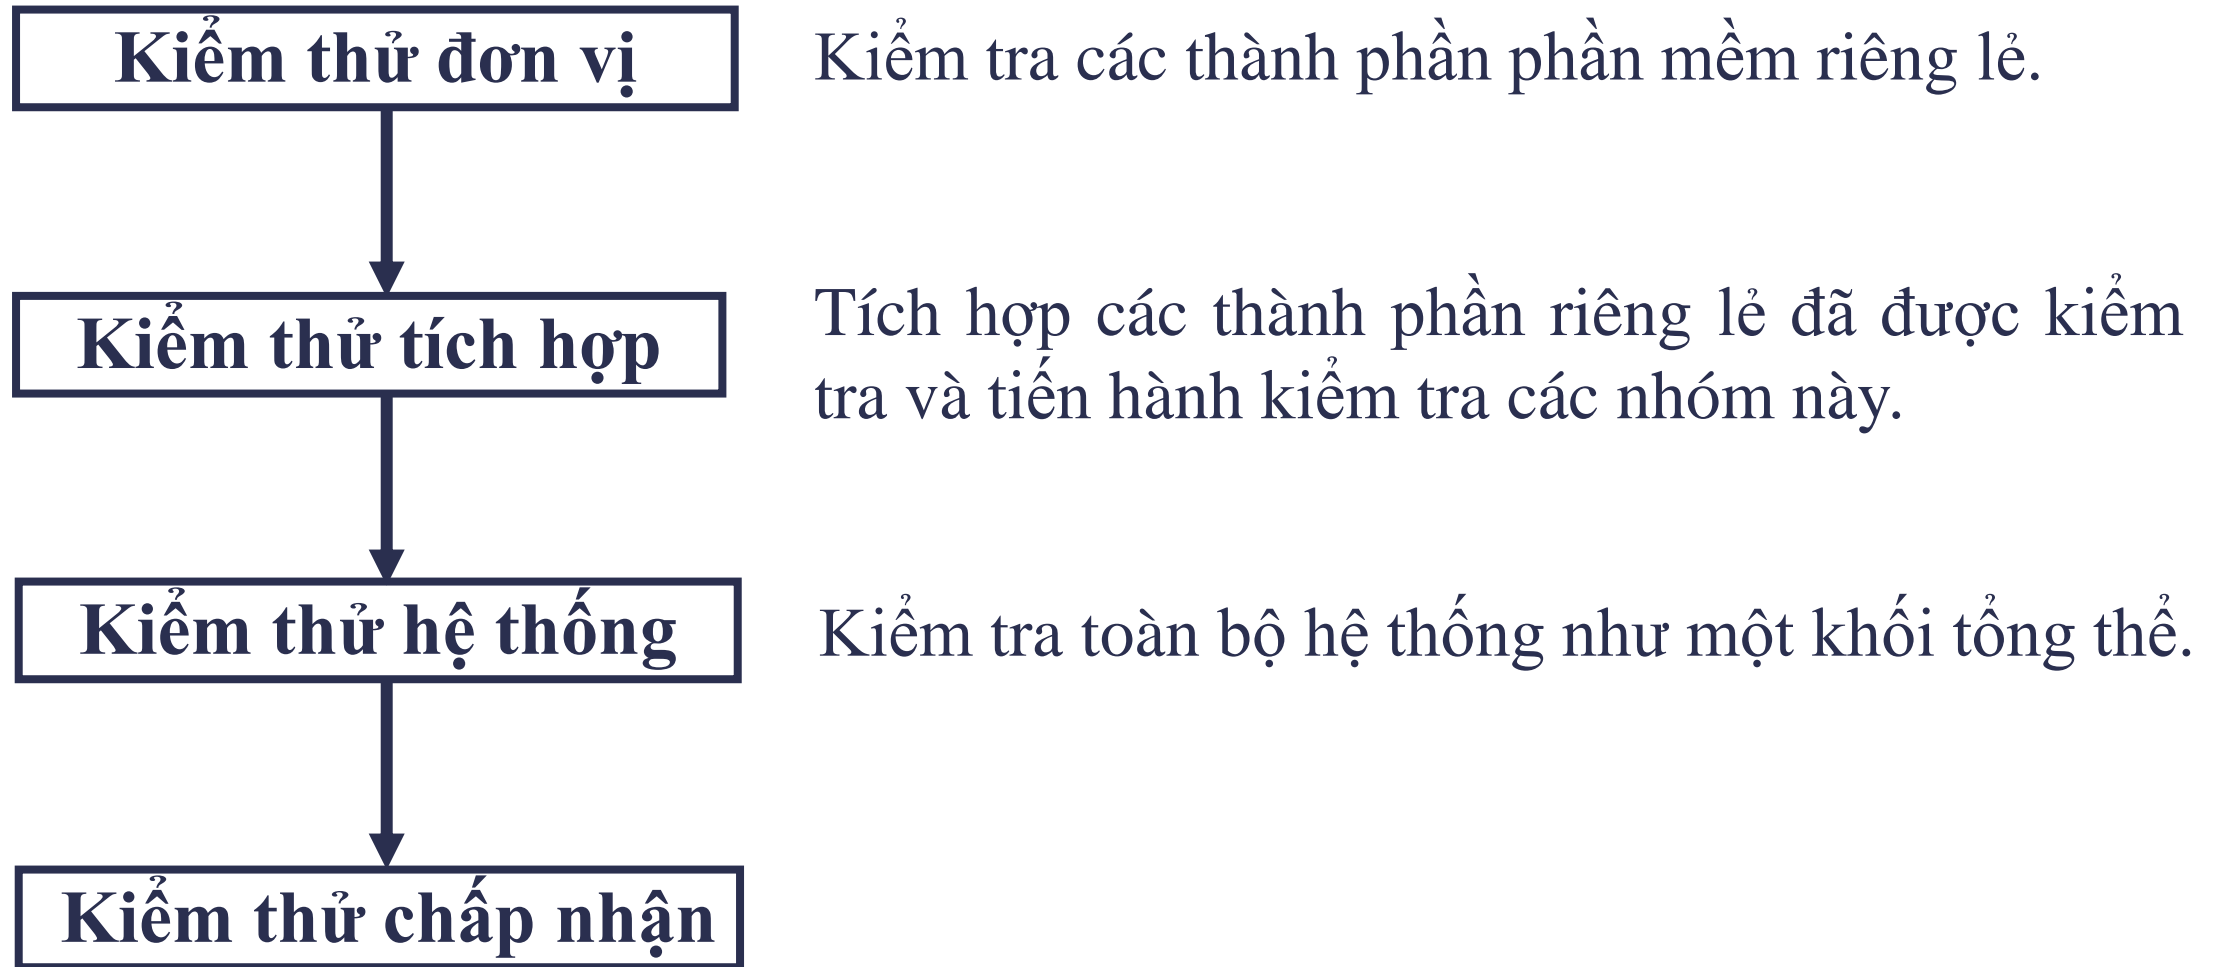 Kiểm thử đơn vị
Kiểm tra các thành phần phần mềm riêng lẻ.
Kiểm thử tích hợp
Tích hợp các thành phần riêng lẻ đã được kiểm
tra và tiến hành kiểm tra các nhóm này.
Kiểm thử hệ thống
Kiểm tra toàn bộ hệ thống như một khối tổng thể.
Kiểm thử chấp nhận